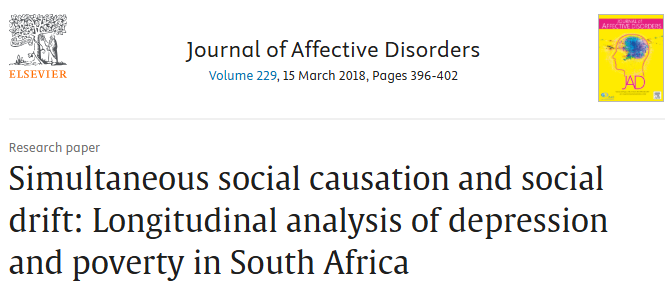 Journal of Affective Disorders
Volume 229, 15 March 2018, Pages 396-402
ELSEVIER
JOURNAL OF
AFFECTIVE DISORDERS
JAD
Research paper
Simultaneous social causation and social
drift: Longitudinal analysis of depression
and poverty in South Africa